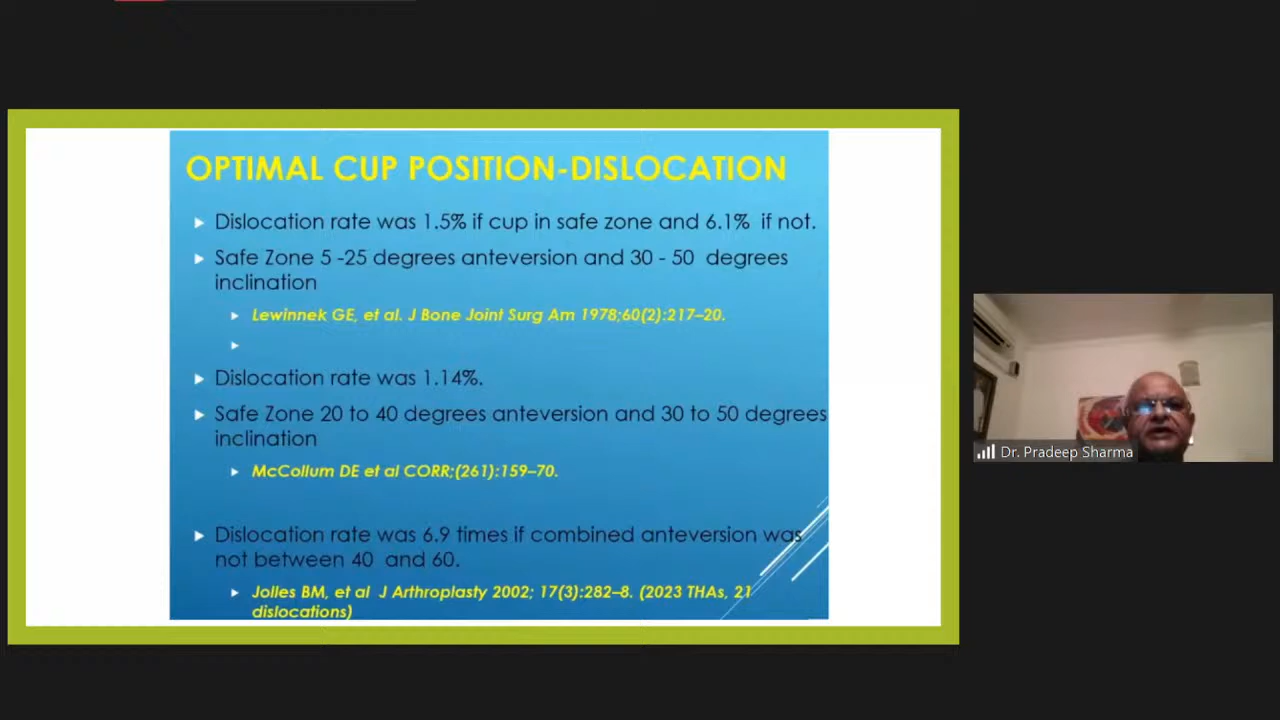 OPTIMAL CUP POSITION-DISLOCATION
Dislocation rate was 1.5% if cup in safe zone and 6.1% if not.
Safe Zone 5 -25 degrees anteversion and 30 - 50 degrees
inclination
Lewinnek GE, et al. J Bone Joint Surg Am 1978;60(2):217–20.
Dislocation rate was 1.14%.
Safe Zone 20 to 40 degrees anteversion and 30 to 50 degrees
inclination
McCollum DE et al CORR;(261):159–70.
Dislocation rate was 6.9 times if combined anteversion was
not between 40 and 60.
Jolles BM, et al J Arthroplasty 2002; 17(3):282–8. (2023 THAs, 21
dislocations)
Dr. Pradeep Sharma